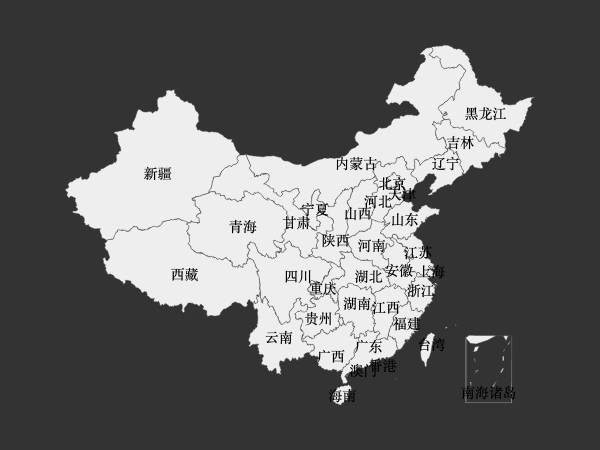 黑龙江
吉林
辽宁
内蒙古
新疆
北京
天津
河北
宁夏
山西
山东
甘肃
青海
陕西
河南
江苏
西藏
四川
湖北
安徽
上海
重庆
浙江
湖南
江西
贵州
福建
云南
广东
台湾
广西
香港
澳门
海南
南海诸岛